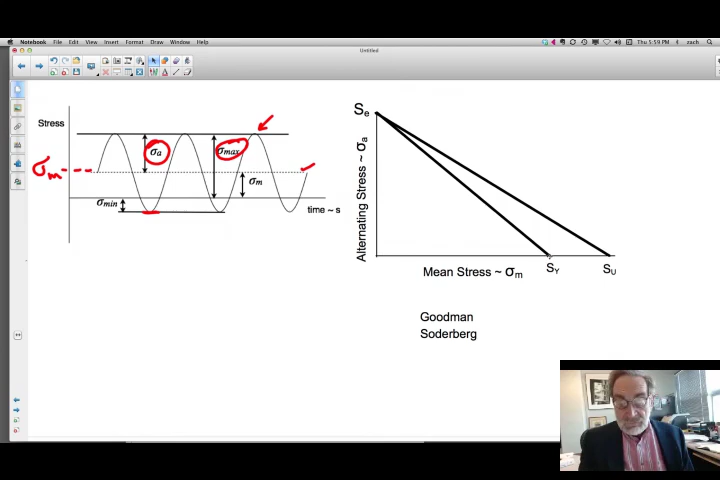 Notebook File Edit View Insert Format Draw Window Help
Thu 5:59 PM zach
Untitled
Stress
σa
σmax
σm
σm
σmin
time ~ s
Se
Alternating Stress ~ σa
Mean Stress ~ σm
SY
SU
Goodman
Soderberg